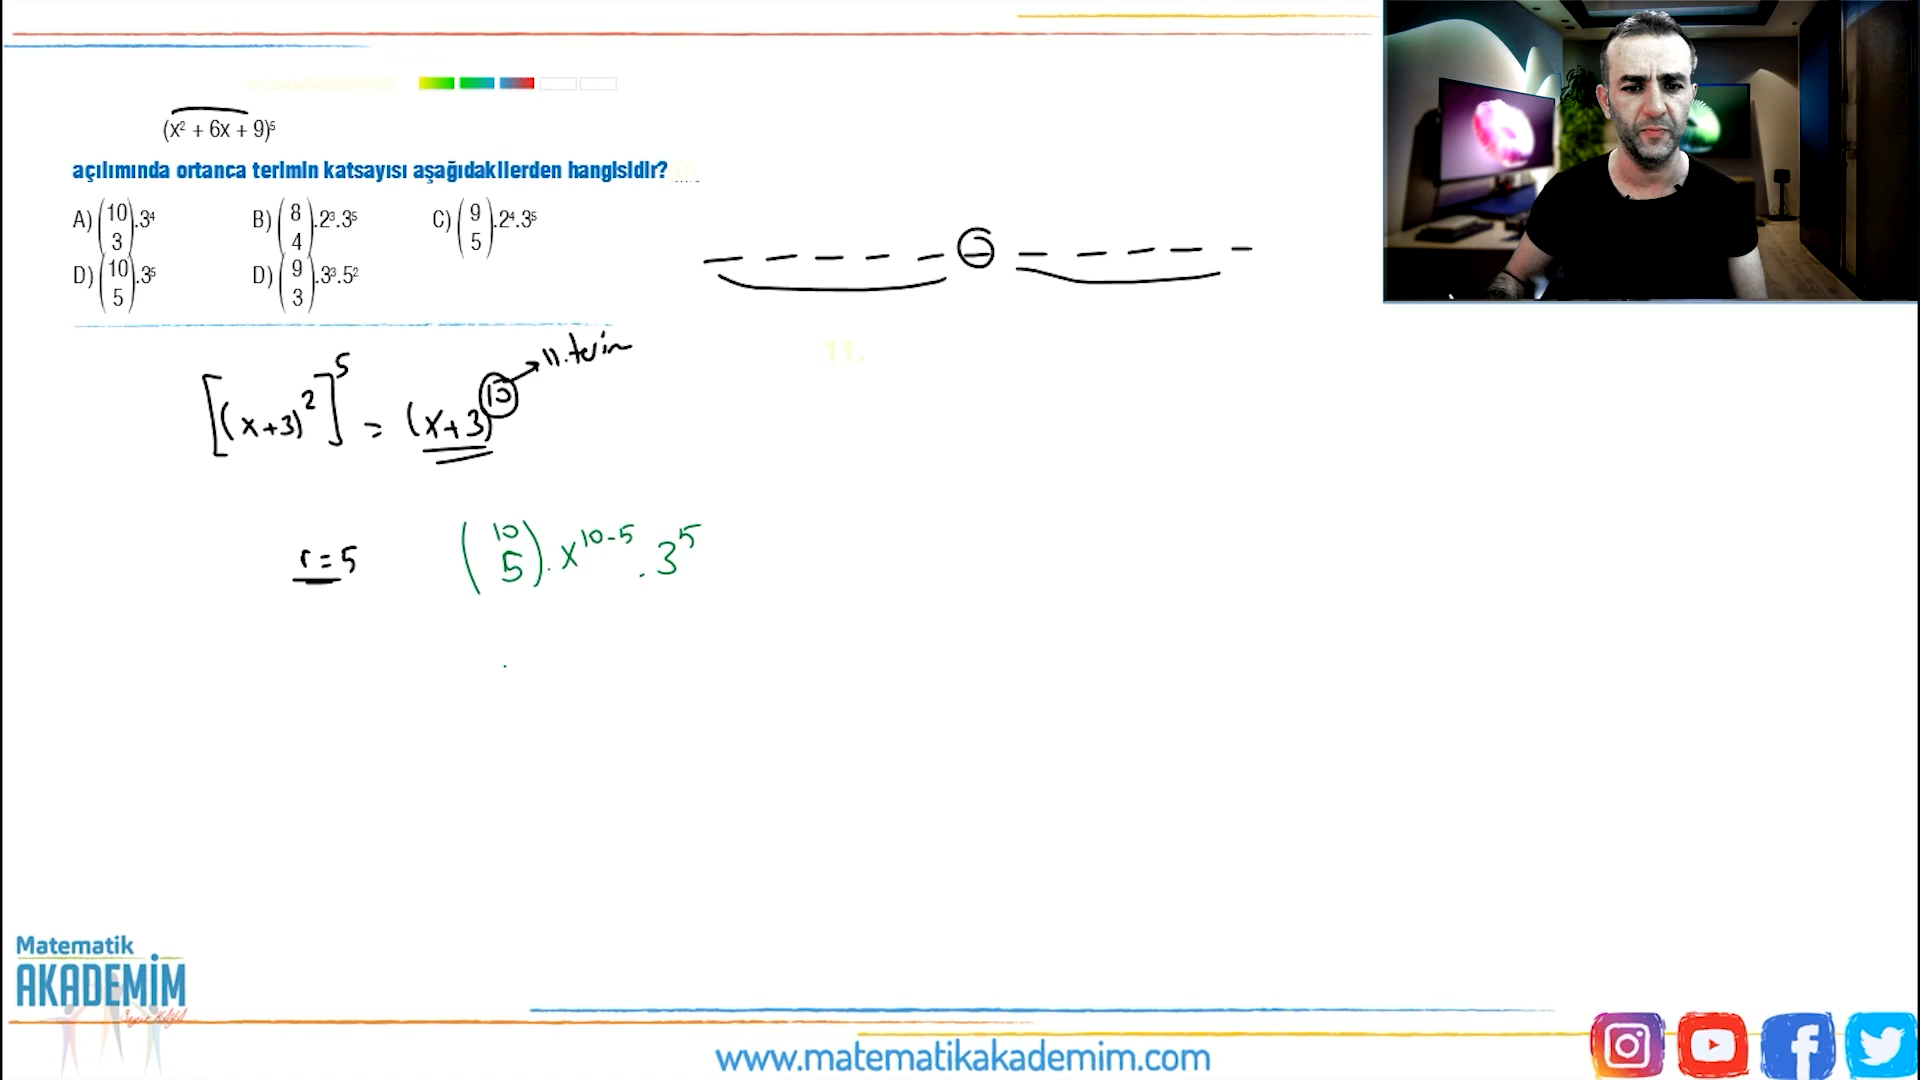 (x² + 6x + 9)⁵
açılımında ortanca terimin katsayısı aşağıdakilerden hangisidir?
A) (10 3).3⁴ B) (8 4).2³.3⁵ C) (9 5).2⁴.3⁵
D) (10 5).3⁵ D) (9 3).3³.5²
11. terim
[(x+3)²]⁵ = (x+3)¹⁰
11.
r = 5 (10 5).x¹⁰⁻⁵.3⁵
Matematik
AKADEMİM
www.matematikakademim.com